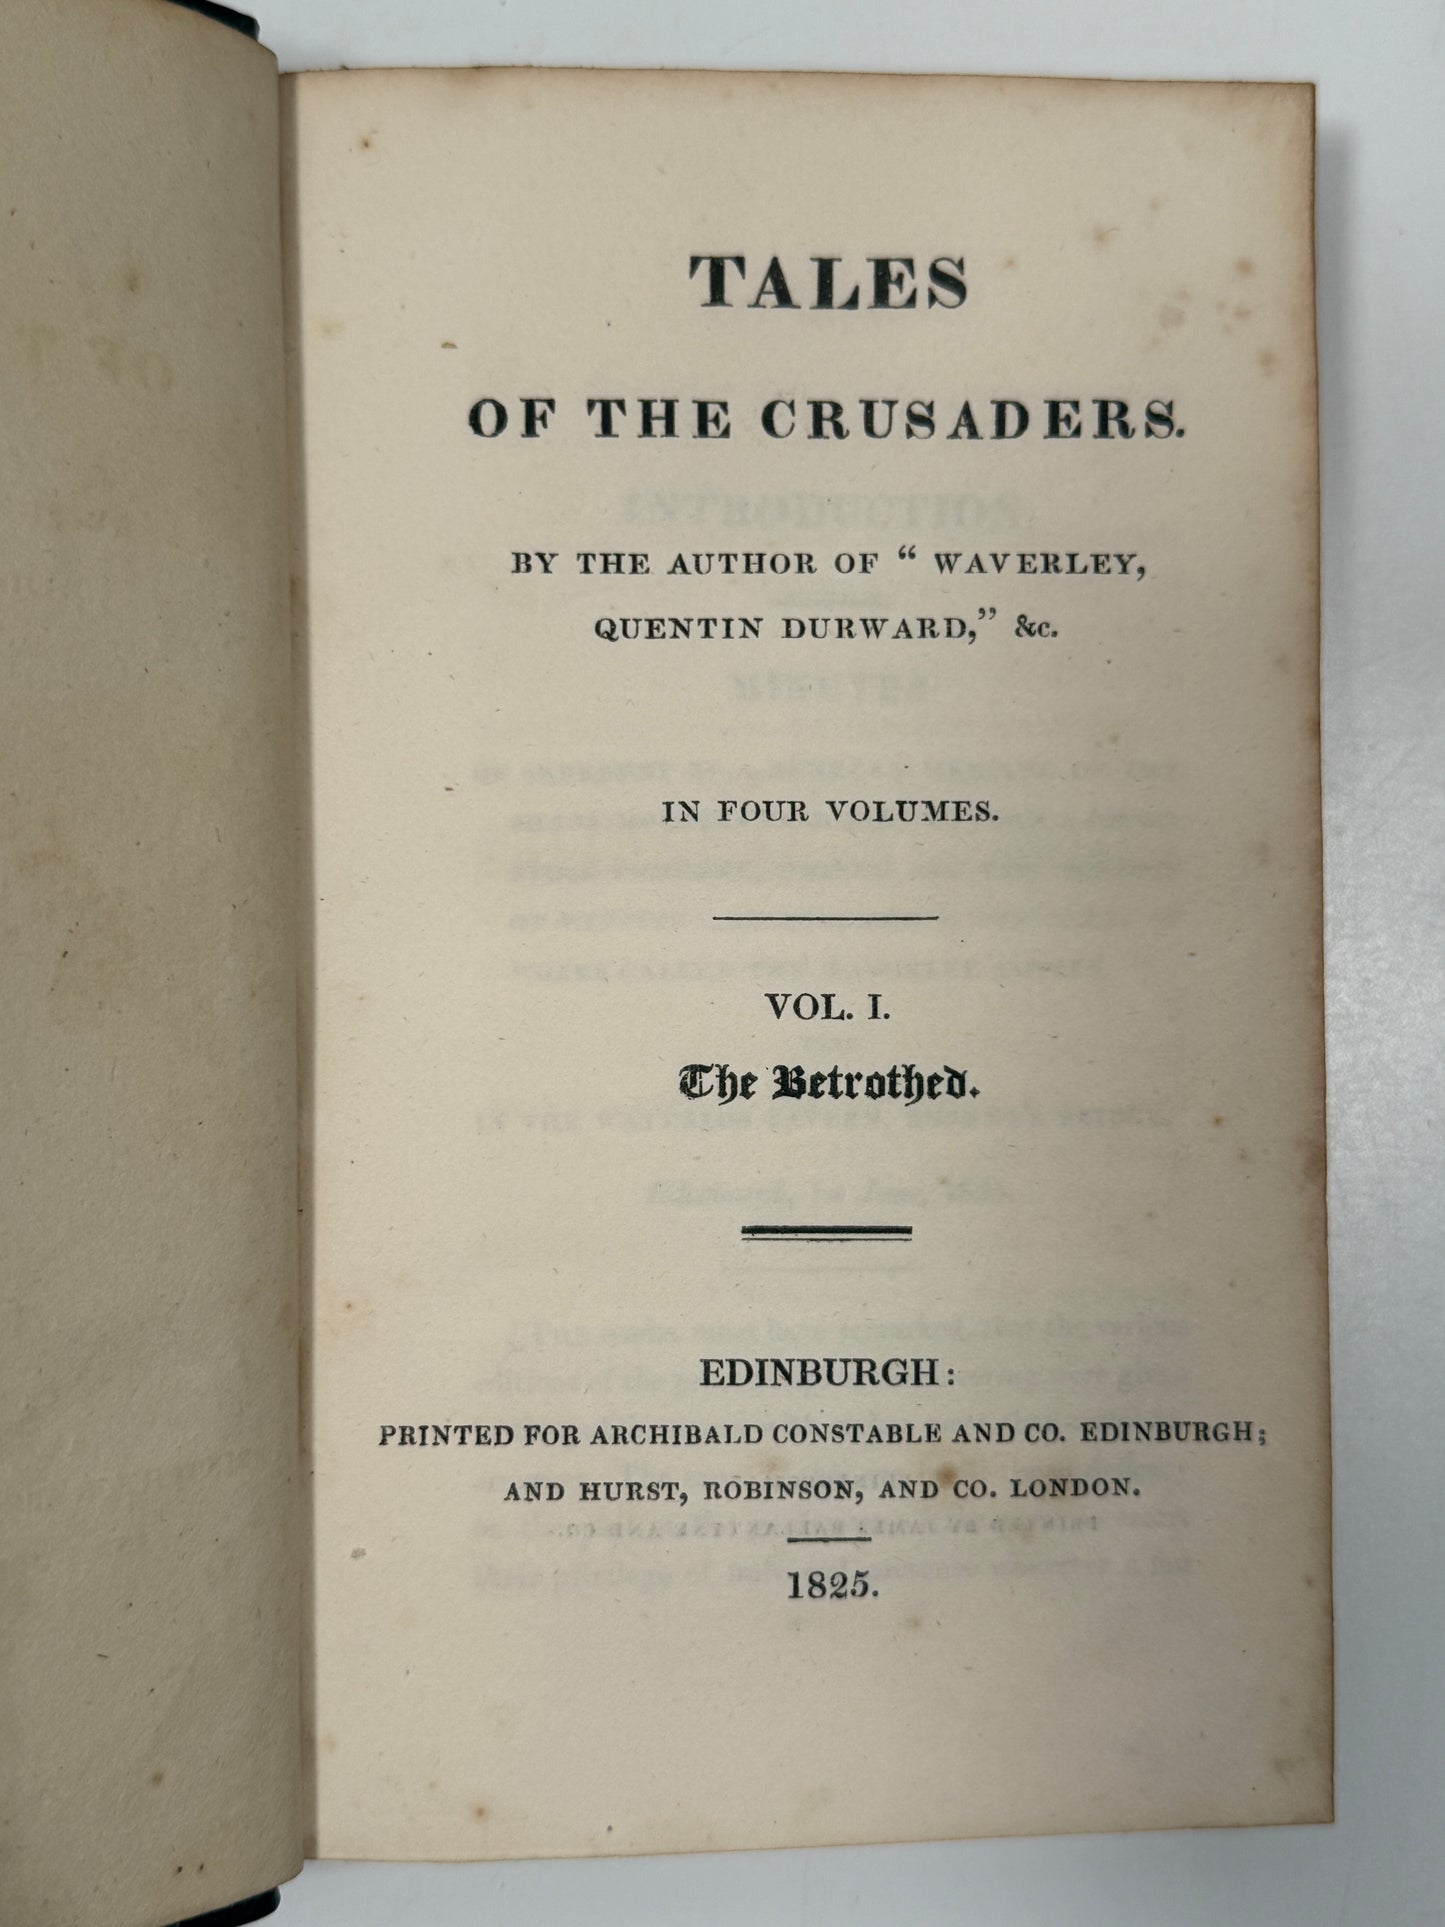 TALES
OF THE CRUSADERS.
BY THE AUTHOR OF “ WAVERLEY,
QUENTIN DURWARD,” &c.
IN FOUR VOLUMES.
VOL. I.
The Betrothed.
EDINBURGH:
PRINTED FOR ARCHIBALD CONSTABLE AND CO. EDINBURGH;
AND HURST, ROBINSON, AND CO. LONDON.
1825.